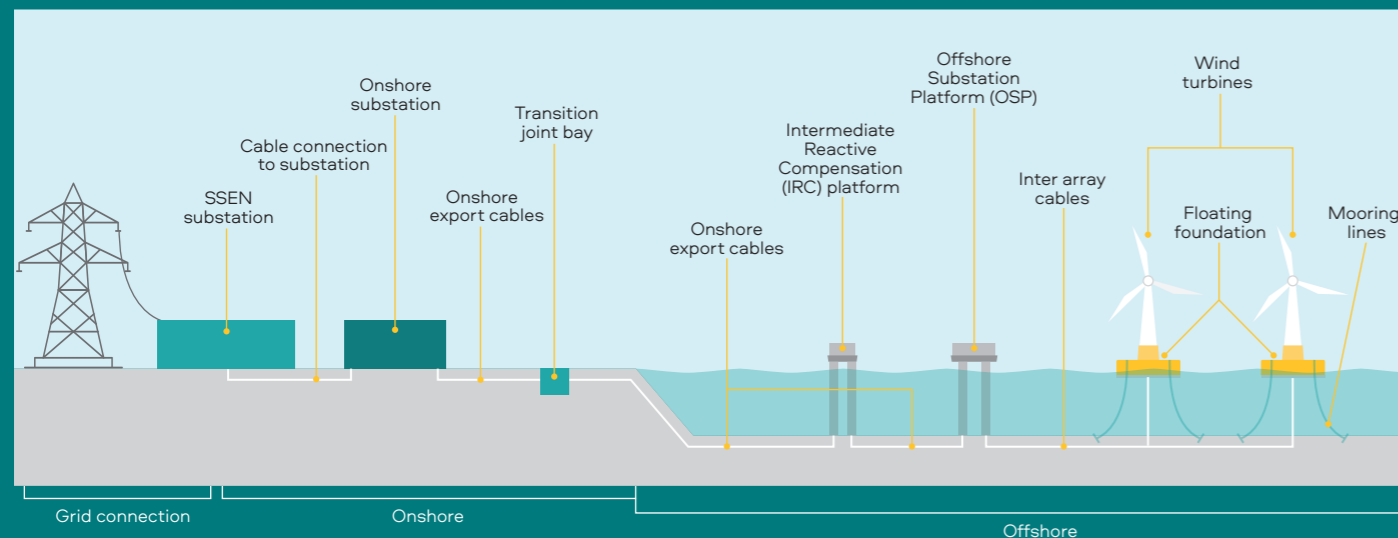 SSEN
substation
Cable connection
to substation
Onshore
substation
Onshore
export cables
Transition
joint bay
Onshore
export cables
Intermediate
Reactive
Compensation
(IRC) platform
Offshore
Substation
Platform (OSP)
Inter array
cables
Wind
turbines
Floating
foundation
Mooring
lines
Grid connection
Onshore
Offshore